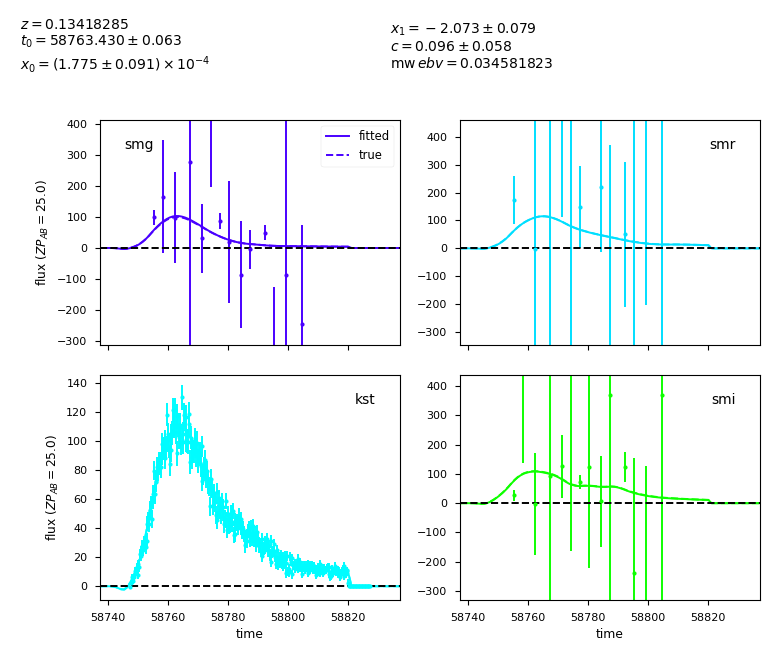 z = 0.13418285
t₀ = 58763.430 ± 0.063
x₀ = (1.775 ± 0.091) × 10⁻⁴
x₁ = −2.073 ± 0.079
c = 0.096 ± 0.058
mw ebv = 0.034581823
smg
fitted
true
400
300
200
100
0
−100
−200
−300
flux (ZP_AB = 25.0)
smr
400
300
200
100
0
−100
−200
−300
kst
140
120
100
80
60
40
20
0
flux (ZP_AB = 25.0)
58740 58760 58780 58800 58820
time
smi
400
300
200
100
0
−100
−200
−300
58740 58760 58780 58800 58820
time